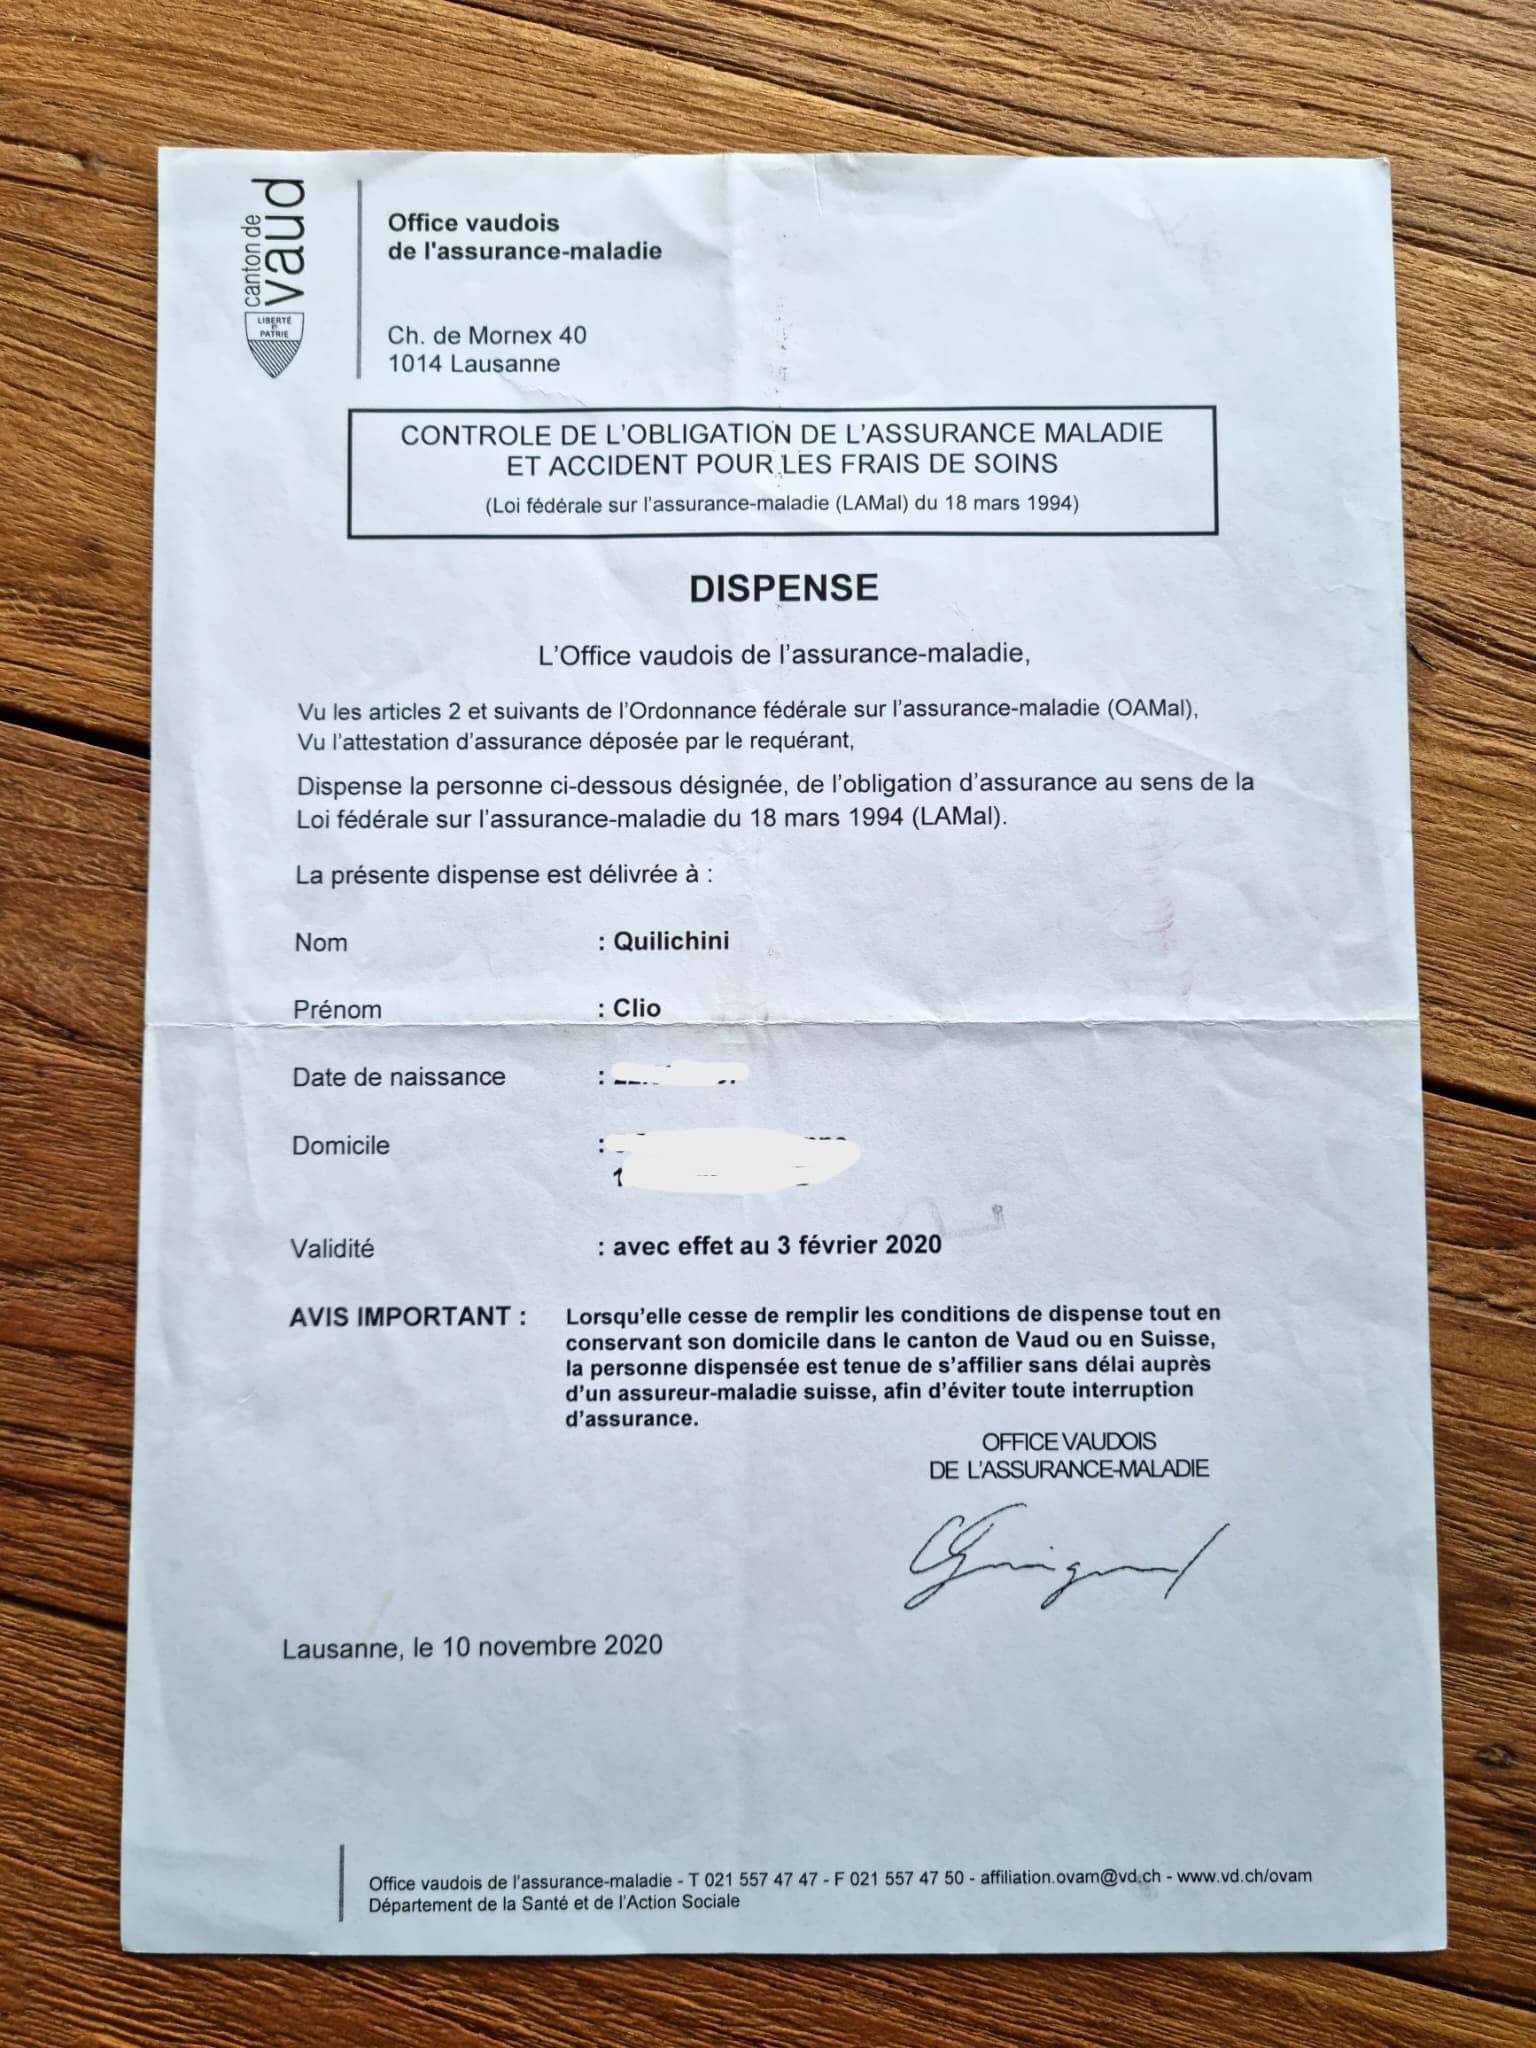 canton de
vaud
LIBERTÉ
et
PATRIE
Office vaudois
de l'assurance-maladie
Ch. de Mornex 40
1014 Lausanne
CONTROLE DE L'OBLIGATION DE L'ASSURANCE MALADIE
ET ACCIDENT POUR LES FRAIS DE SOINS
(Loi fédérale sur l'assurance-maladie (LAMal) du 18 mars 1994)
DISPENSE
L'Office vaudois de l'assurance-maladie,
Vu les articles 2 et suivants de l'Ordonnance fédérale sur l'assurance-maladie (OAMal),
Vu l'attestation d'assurance déposée par le requérant,
Dispense la personne ci-dessous désignée, de l'obligation d'assurance au sens de la
Loi fédérale sur l'assurance-maladie du 18 mars 1994 (LAMal).
La présente dispense est délivrée à :
Nom : Quilichini
Prénom : Clio
Date de naissance :
Domicile :
Validité : avec effet au 3 février 2020
AVIS IMPORTANT : Lorsqu'elle cesse de remplir les conditions de dispense tout en
conservant son domicile dans le canton de Vaud ou en Suisse,
la personne dispensée est tenue de s'affilier sans délai auprès
d'un assureur-maladie suisse, afin d'éviter toute interruption
d'assurance.
OFFICE VAUDOIS
DE L'ASSURANCE-MALADIE
Lausanne, le 10 novembre 2020
Office vaudois de l'assurance-maladie - T 021 557 47 47 - F 021 557 47 50 - affiliation.ovam@vd.ch - www.vd.ch/ovam
Département de la Santé et de l'Action Sociale